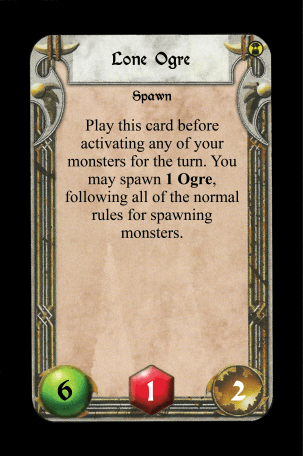 Lone Ogre
Spawn
Play this card before
activating any of your
monsters for the turn. You
may spawn 1 Ogre,
following all of the normal
rules for spawning
monsters.
6 1 2